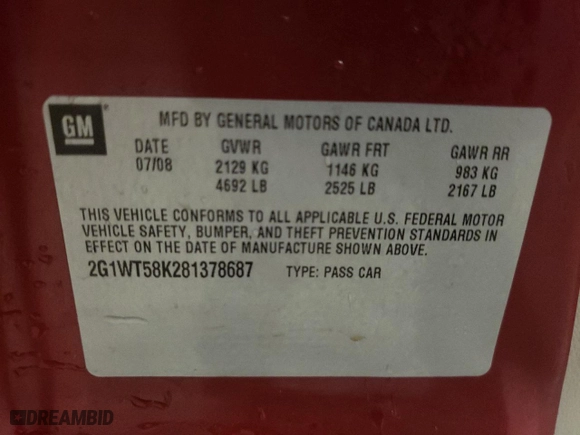 GM
MFD BY GENERAL MOTORS OF CANADA LTD.
DATE GVWR GAWR FRT GAWR RR
07/08 2129 KG 1146 KG 983 KG
4692 LB 2525 LB 2167 LB
THIS VEHICLE CONFORMS TO ALL APPLICABLE U.S. FEDERAL MOTOR
VEHICLE SAFETY, BUMPER, AND THEFT PREVENTION STANDARDS IN
EFFECT ON THE DATE OF MANUFACTURE SHOWN ABOVE.
2G1WT58K281378687 TYPE: PASS CAR
DREAMBID